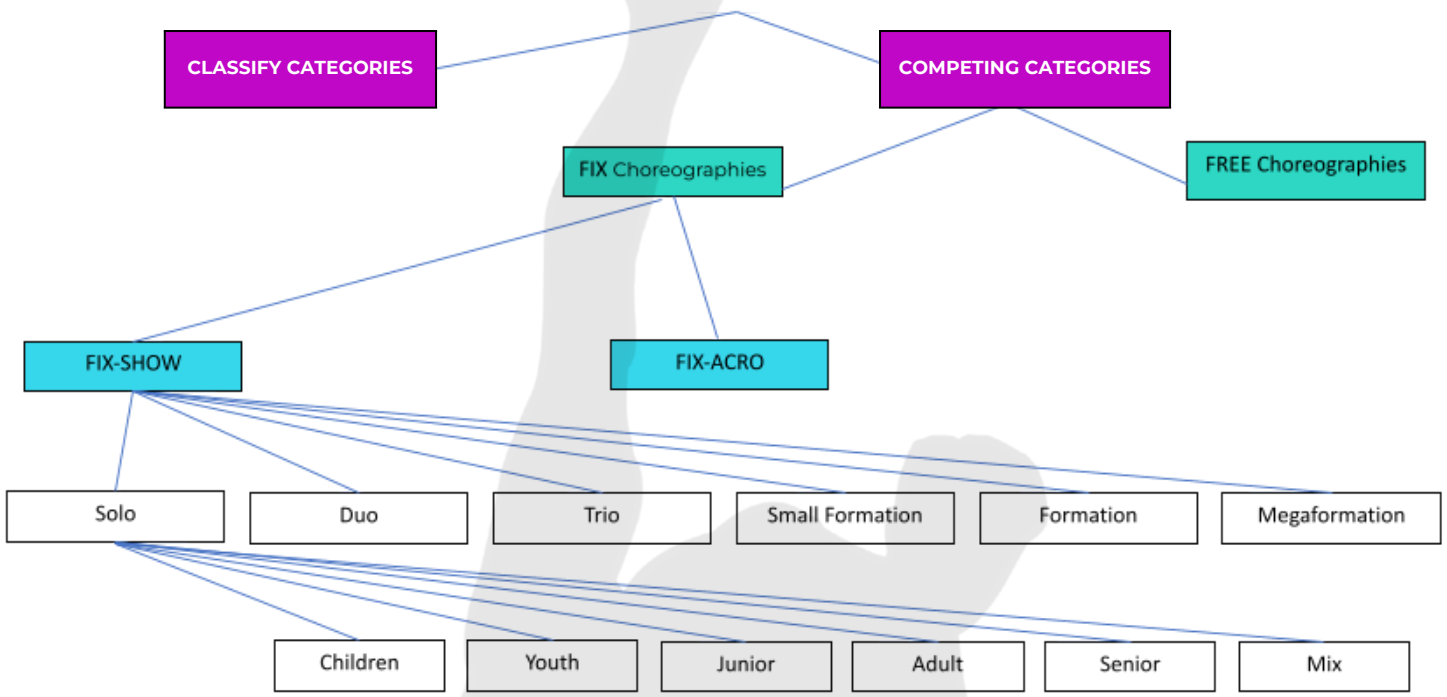 CLASSIFY CATEGORIES
COMPETING CATEGORIES
FIX Choreographies
FREE Choreographies
FIX-SHOW
FIX-ACRO
Solo
Duo
Trio
Small Formation
Formation
Megaformation
Children
Youth
Junior
Adult
Senior
Mix